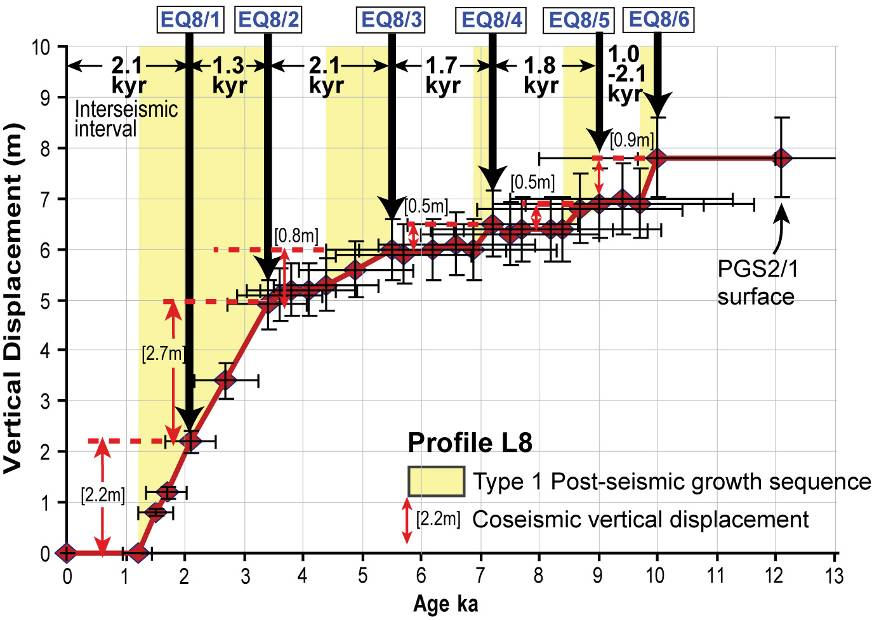 EQ8/1 EQ8/2 EQ8/3 EQ8/4 EQ8/5 EQ8/6
2.1 kyr
1.3 kyr
2.1 kyr
1.7 kyr
1.8 kyr
1.0 -2.1 kyr
Interseismic
interval
Vertical Displacement (m)
10
9
8
7
6
5
4
3
2
1
0
[2.2m]
[2.7m]
[0.8m]
[0.5m]
[0.5m]
[0.9m]
PGS2/1
surface
Profile L8
Type 1 Post-seismic growth sequence
[2.2m] Coseismic vertical displacement
0 1 2 3 4 5 6 7 8 9 10 11 12 13
Age ka